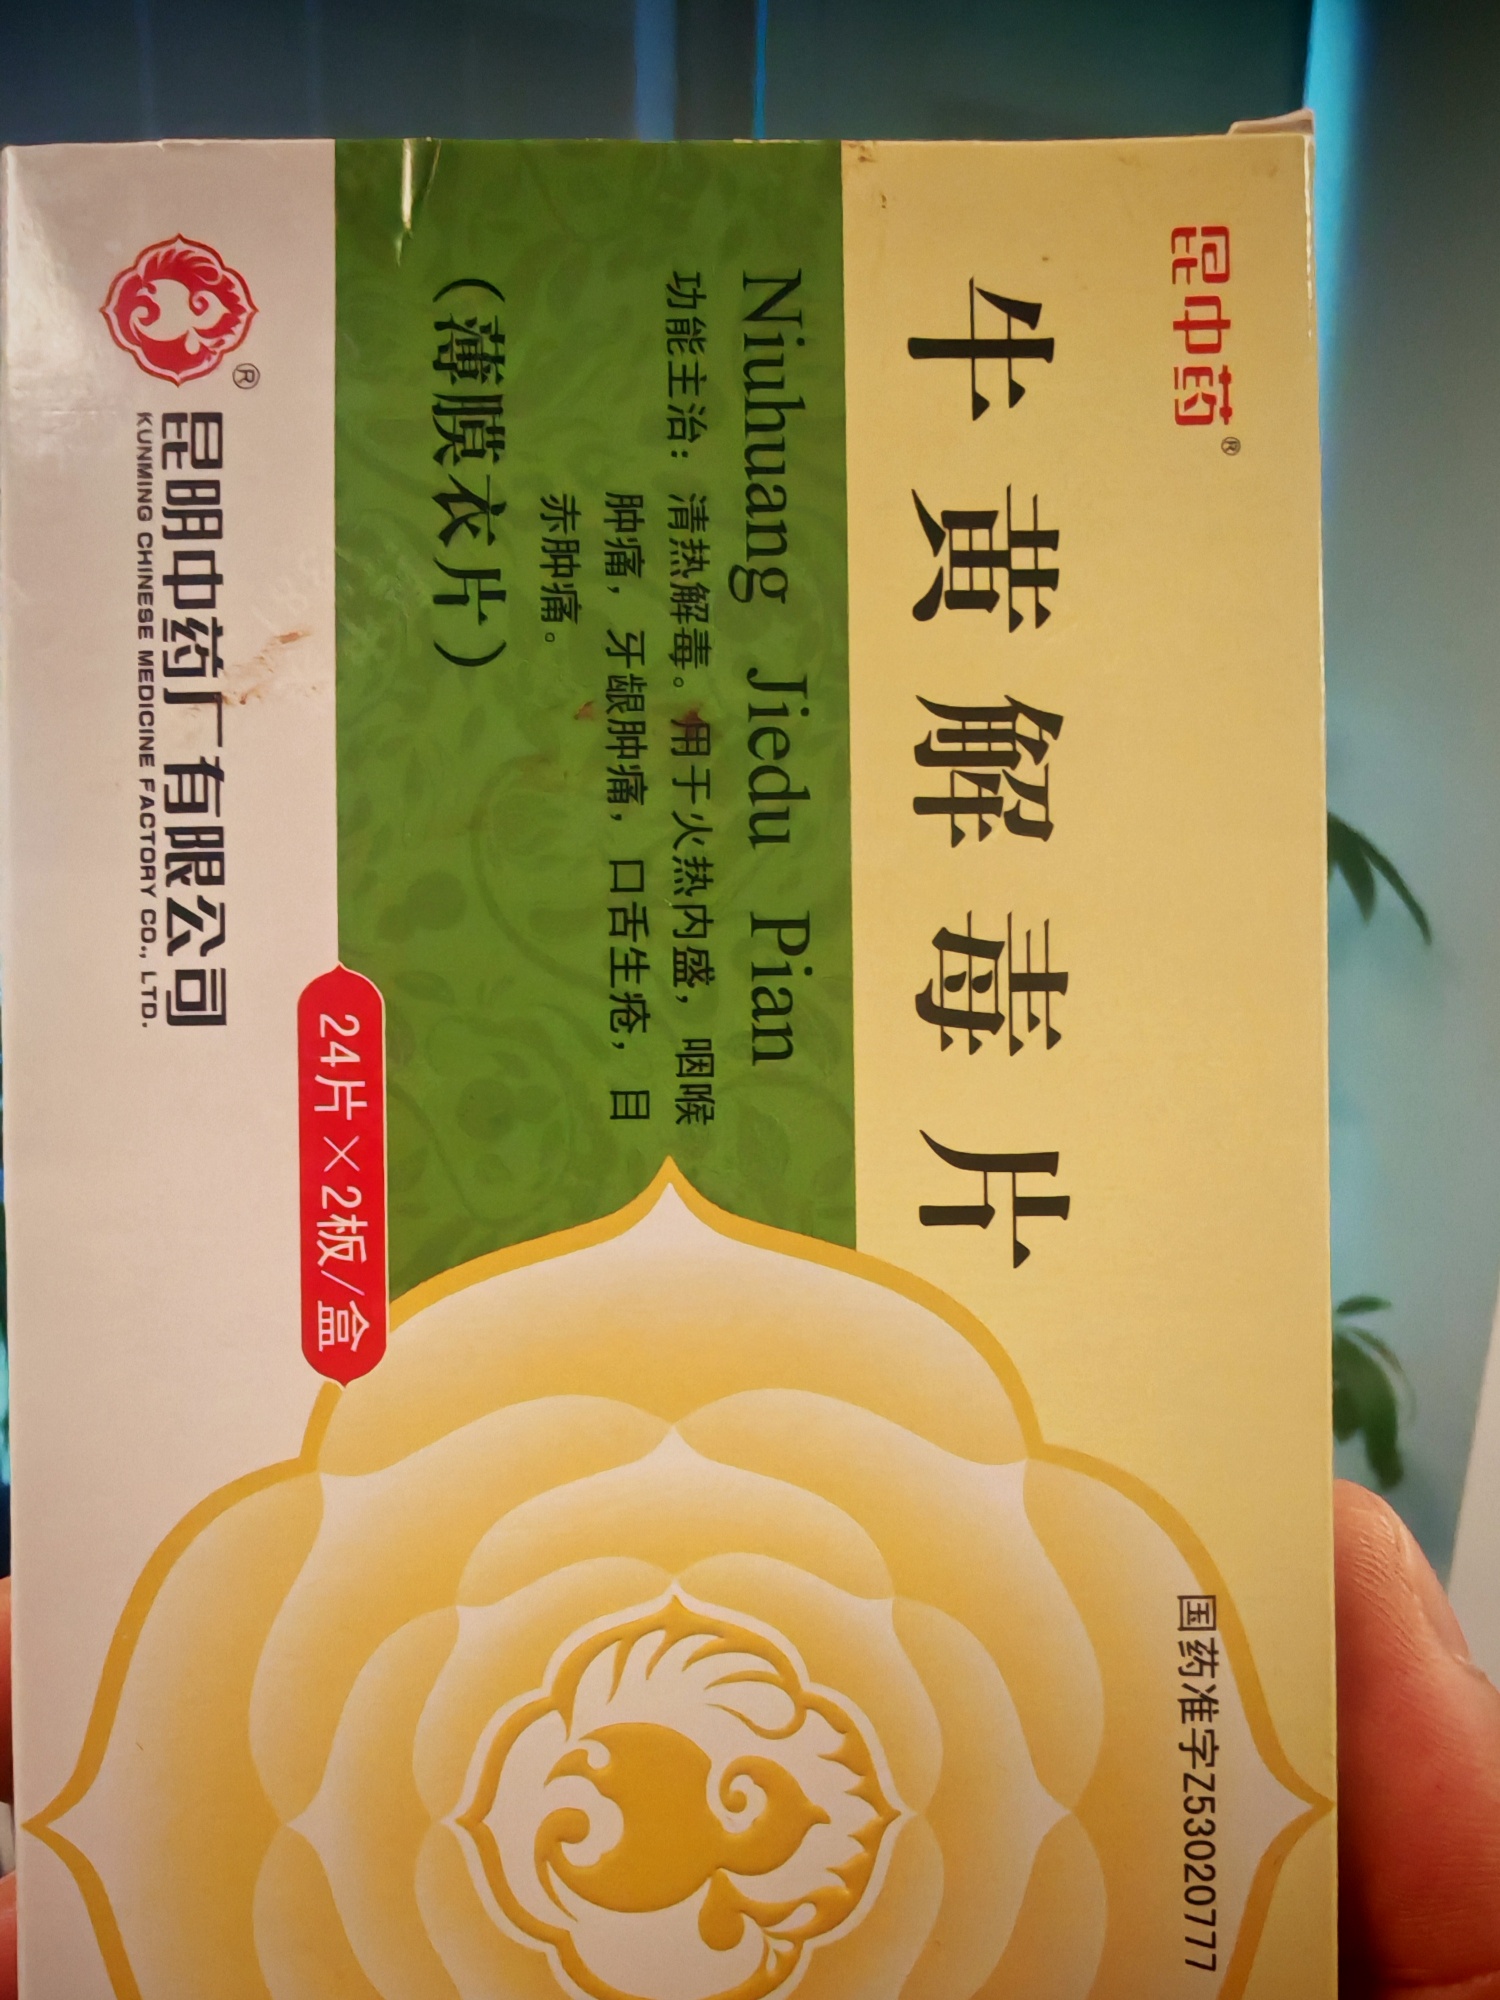 昆中药®
牛黄解毒片
Niuhuang Jiedu Pian
功能主治：清热解毒。用于火热内盛，咽喉
肿痛，牙龈肿痛，口舌生疮，目
赤肿痛。
（薄膜衣片）
24片×2板/盒
®
昆明中药厂有限公司
KUNMING CHINESE MEDICINE FACTORY CO., LTD.
国药准字Z53020777